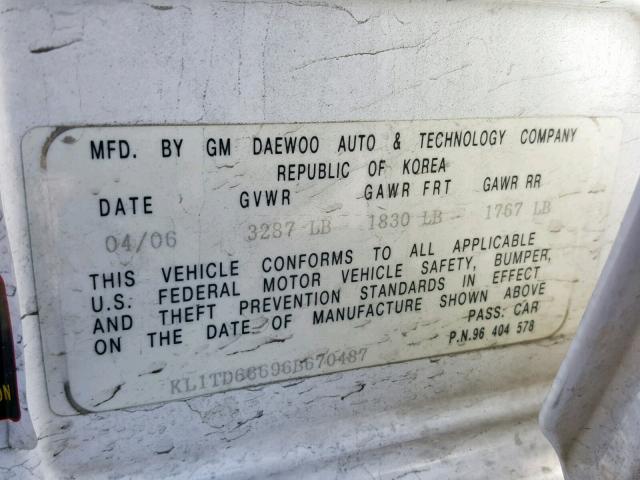 MFD. BY GM DAEWOO AUTO & TECHNOLOGY COMPANY
REPUBLIC OF KOREA
DATE GVWR GAWR FRT GAWR RR
04/06 3287 LB 1830 LB 1767 LB
THIS VEHICLE CONFORMS TO ALL APPLICABLE
U.S. FEDERAL MOTOR VEHICLE SAFETY, BUMPER,
AND THEFT PREVENTION STANDARDS IN EFFECT
ON THE DATE OF MANUFACTURE SHOWN ABOVE
PASS: CAR
P.N.96 404 578
KL1TD66696B670487
ON